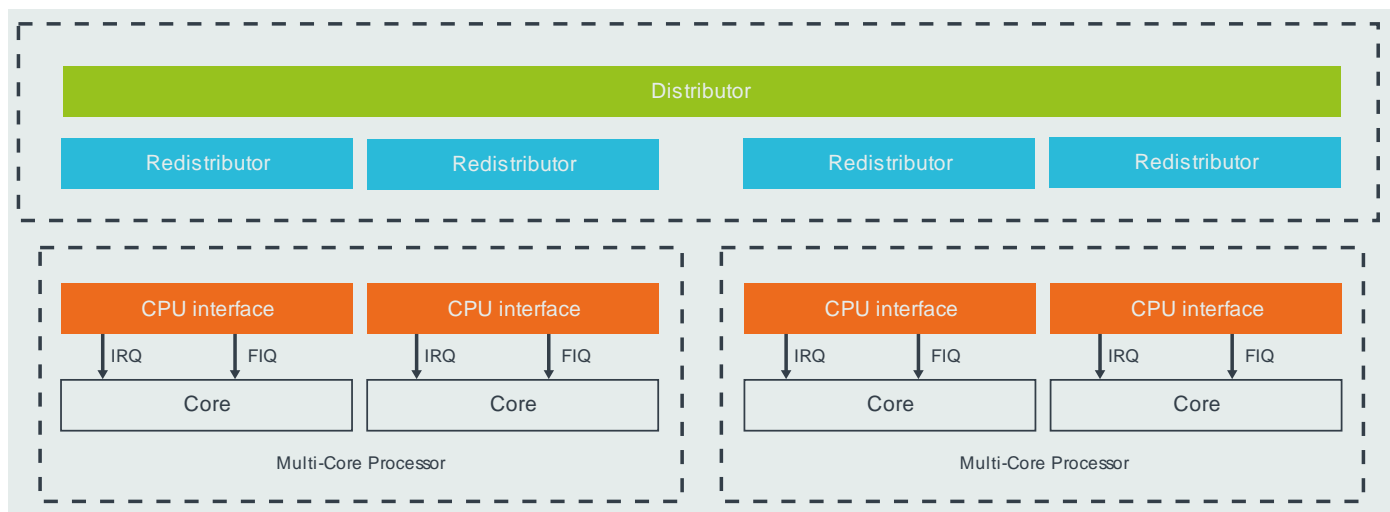 Distributor
Redistributor Redistributor Redistributor Redistributor
CPU interface CPU interface CPU interface CPU interface
IRQ FIQ IRQ FIQ IRQ FIQ IRQ FIQ
Core Core Core Core
Multi-Core Processor Multi-Core Processor